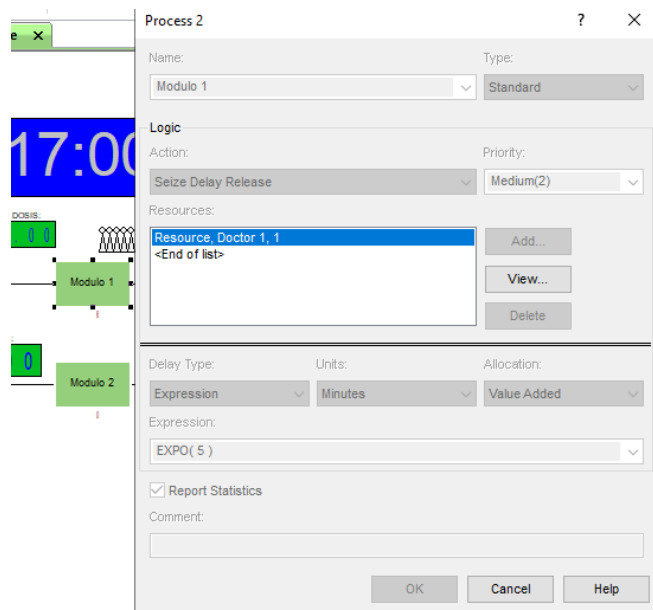 e X
Process 2 ? X
Name: Type:
Modulo 1 Standard
Logic
Action: Priority:
Seize Delay Release Medium(2)
Resources:
Resource, Doctor 1, 1
<End of list>
Add...
View...
Delete
Delay Type: Units: Allocation:
Expression Minutes Value Added
Expression:
EXPO( 5 )
Report Statistics
Comment:
OK Cancel Help
17:00
DOSIS:
. 0 0
Modulo 1
0
Modulo 2